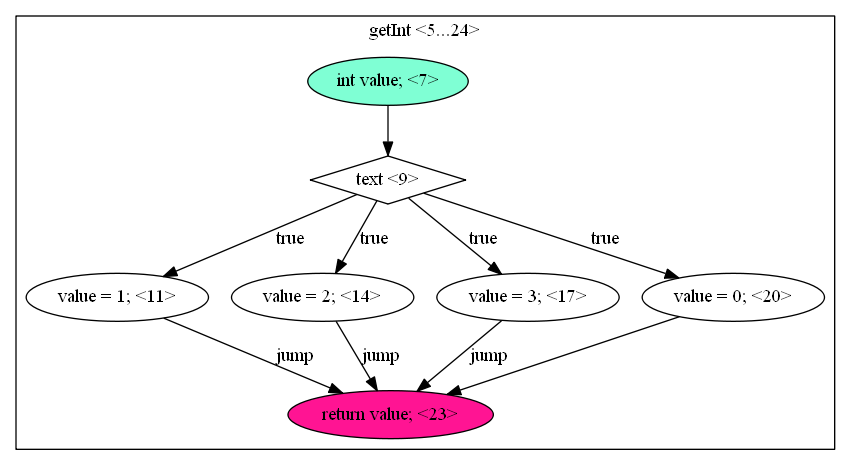 getInt <5...24>
int value; <7>
text <9>
true
true
true
true
value = 1; <11>
value = 2; <14>
value = 3; <17>
value = 0; <20>
jump
jump
jump
return value; <23>